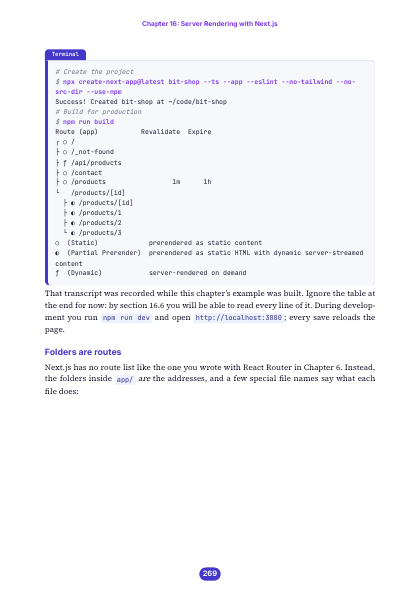 Chapter 16: Server Rendering with Next.js
Terminal
# Create the project
$ npx create-next-app@latest bit-shop --ts --app --eslint --no-tailwind --no-
src-dir --use-npm
Success! Created bit-shop at ~/code/bit-shop
# Build for production
$ npm run build
Route (app)           Revalidate  Expire
┌ ○ /
├ ○ /_not-found
├ ƒ /api/products
├ ○ /contact
├ ○ /products                 1m      1h
└   /products/[id]
  ├ ◐ /products/[id]
  ├ ◐ /products/1
  ├ ◐ /products/2
  └ ◐ /products/3
○  (Static)             prerendered as static content
◐  (Partial Prerender)  prerendered as static HTML with dynamic server-streamed
content
ƒ  (Dynamic)            server-rendered on demand
That transcript was recorded while this chapter's example was built. Ignore the table at
the end for now: by section 16.6 you will be able to read every line of it. During develop-
ment you run npm run dev and open http://localhost:3000; every save reloads the
page.
Folders are routes
Next.js has no route list like the one you wrote with React Router in Chapter 6. Instead,
the folders inside app/ are the addresses, and a few special file names say what each
file does:
269